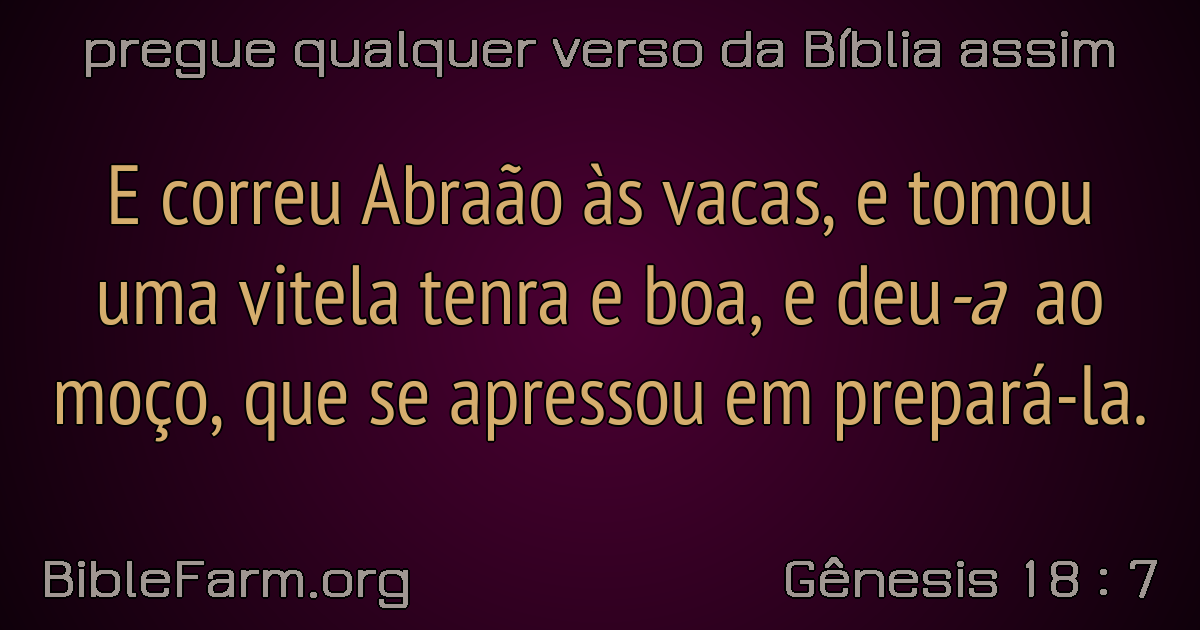 pregue qualquer verso da Bíblia assim
E correu Abraão às vacas, e tomou
uma vitela tenra e boa, e deu-a ao
moço, que se apressou em prepará-la.
BibleFarm.org
Gênesis 18 : 7